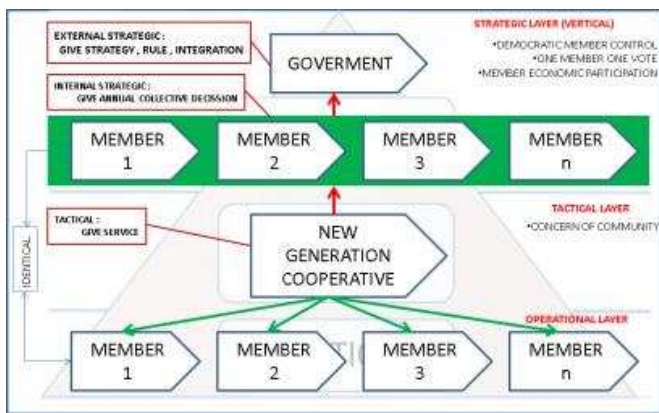 EXTERNAL STRATEGIC :
GIVE STRATEGY , RULE , INTEGRATION
GOVERMENT
STRATEGIC LAYER (VERTICAL)
•DEMOCRATIC MEMBER CONTROL
•ONE MEMBER ONE VOTE
•MEMBER ECONOMIC PARTICIPATION
INTERNAL STRATEGIC :
GIVE ANNUAL COLLECTIVE DECISSION
MEMBER
1
MEMBER
2
MEMBER
3
MEMBER
n
TACTICAL :
GIVE SERVICE
NEW
GENERATION
COOPERATIVE
TACTICAL LAYER
•CONCERN OF COMMUNITY
IDENTICAL
OPERATIONAL LAYER
MEMBER
1
MEMBER
2
MEMBER
3
MEMBER
n